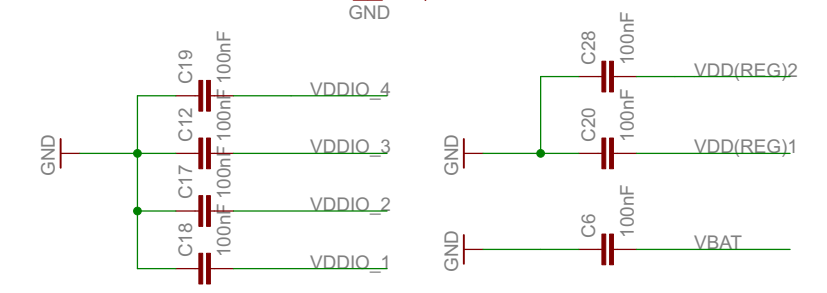 GND
C19
100nF
VDDIO_4
C12
100nF
VDDIO_3
GND
C17
100nF
VDDIO_2
C18
100nF
VDDIO_1
C28
100nF
VDD(REG)2
C20
100nF
VDD(REG)1
GND
C6
100nF
VBAT
GND